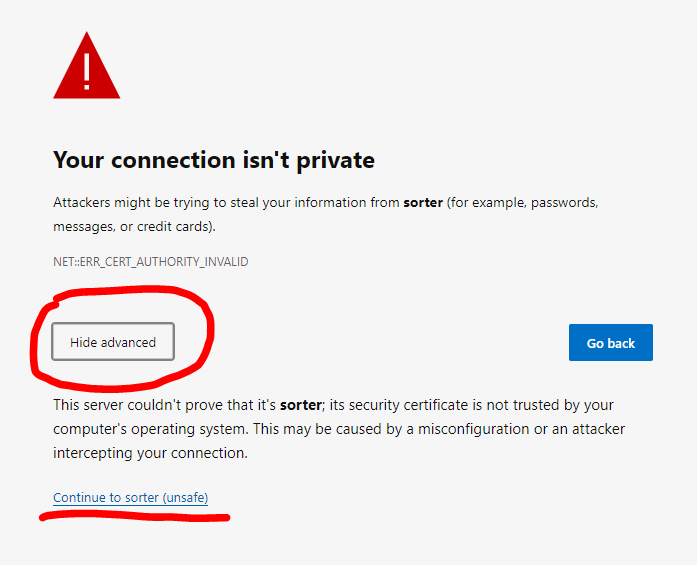 !
Your connection isn't private
Attackers might be trying to steal your information from sorter (for example, passwords,
messages, or credit cards).
NET::ERR_CERT_AUTHORITY_INVALID
Hide advanced
Go back
This server couldn't prove that it's sorter; its security certificate is not trusted by your
computer's operating system. This may be caused by a misconfiguration or an attacker
intercepting your connection.
Continue to sorter (unsafe)